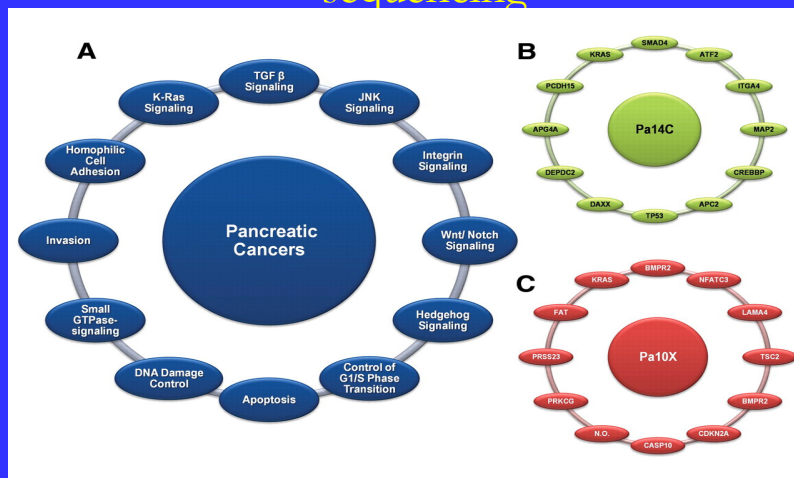 sequencing
A
TGF β
Signaling
JNK
Signaling
Integrin
Signaling
Wnt/ Notch
Signaling
Hedgehog
Signaling
Control of
G1/S Phase
Transition
Apoptosis
DNA Damage
Control
Small
GTPase-
signaling
Invasion
Homophilic
Cell
Adhesion
K-Ras
Signaling
Pancreatic
Cancers
B
SMAD4
ATF2
ITGA4
MAP2
CREBBP
APC2
TP53
DAXX
DEPDC2
APG4A
PCDH15
KRAS
Pa14C
C
BMPR2
NFATC3
LAMA4
TSC2
BMPR2
CDKN2A
CASP10
N.O.
PRKCG
PRSS23
FAT
KRAS
Pa10X